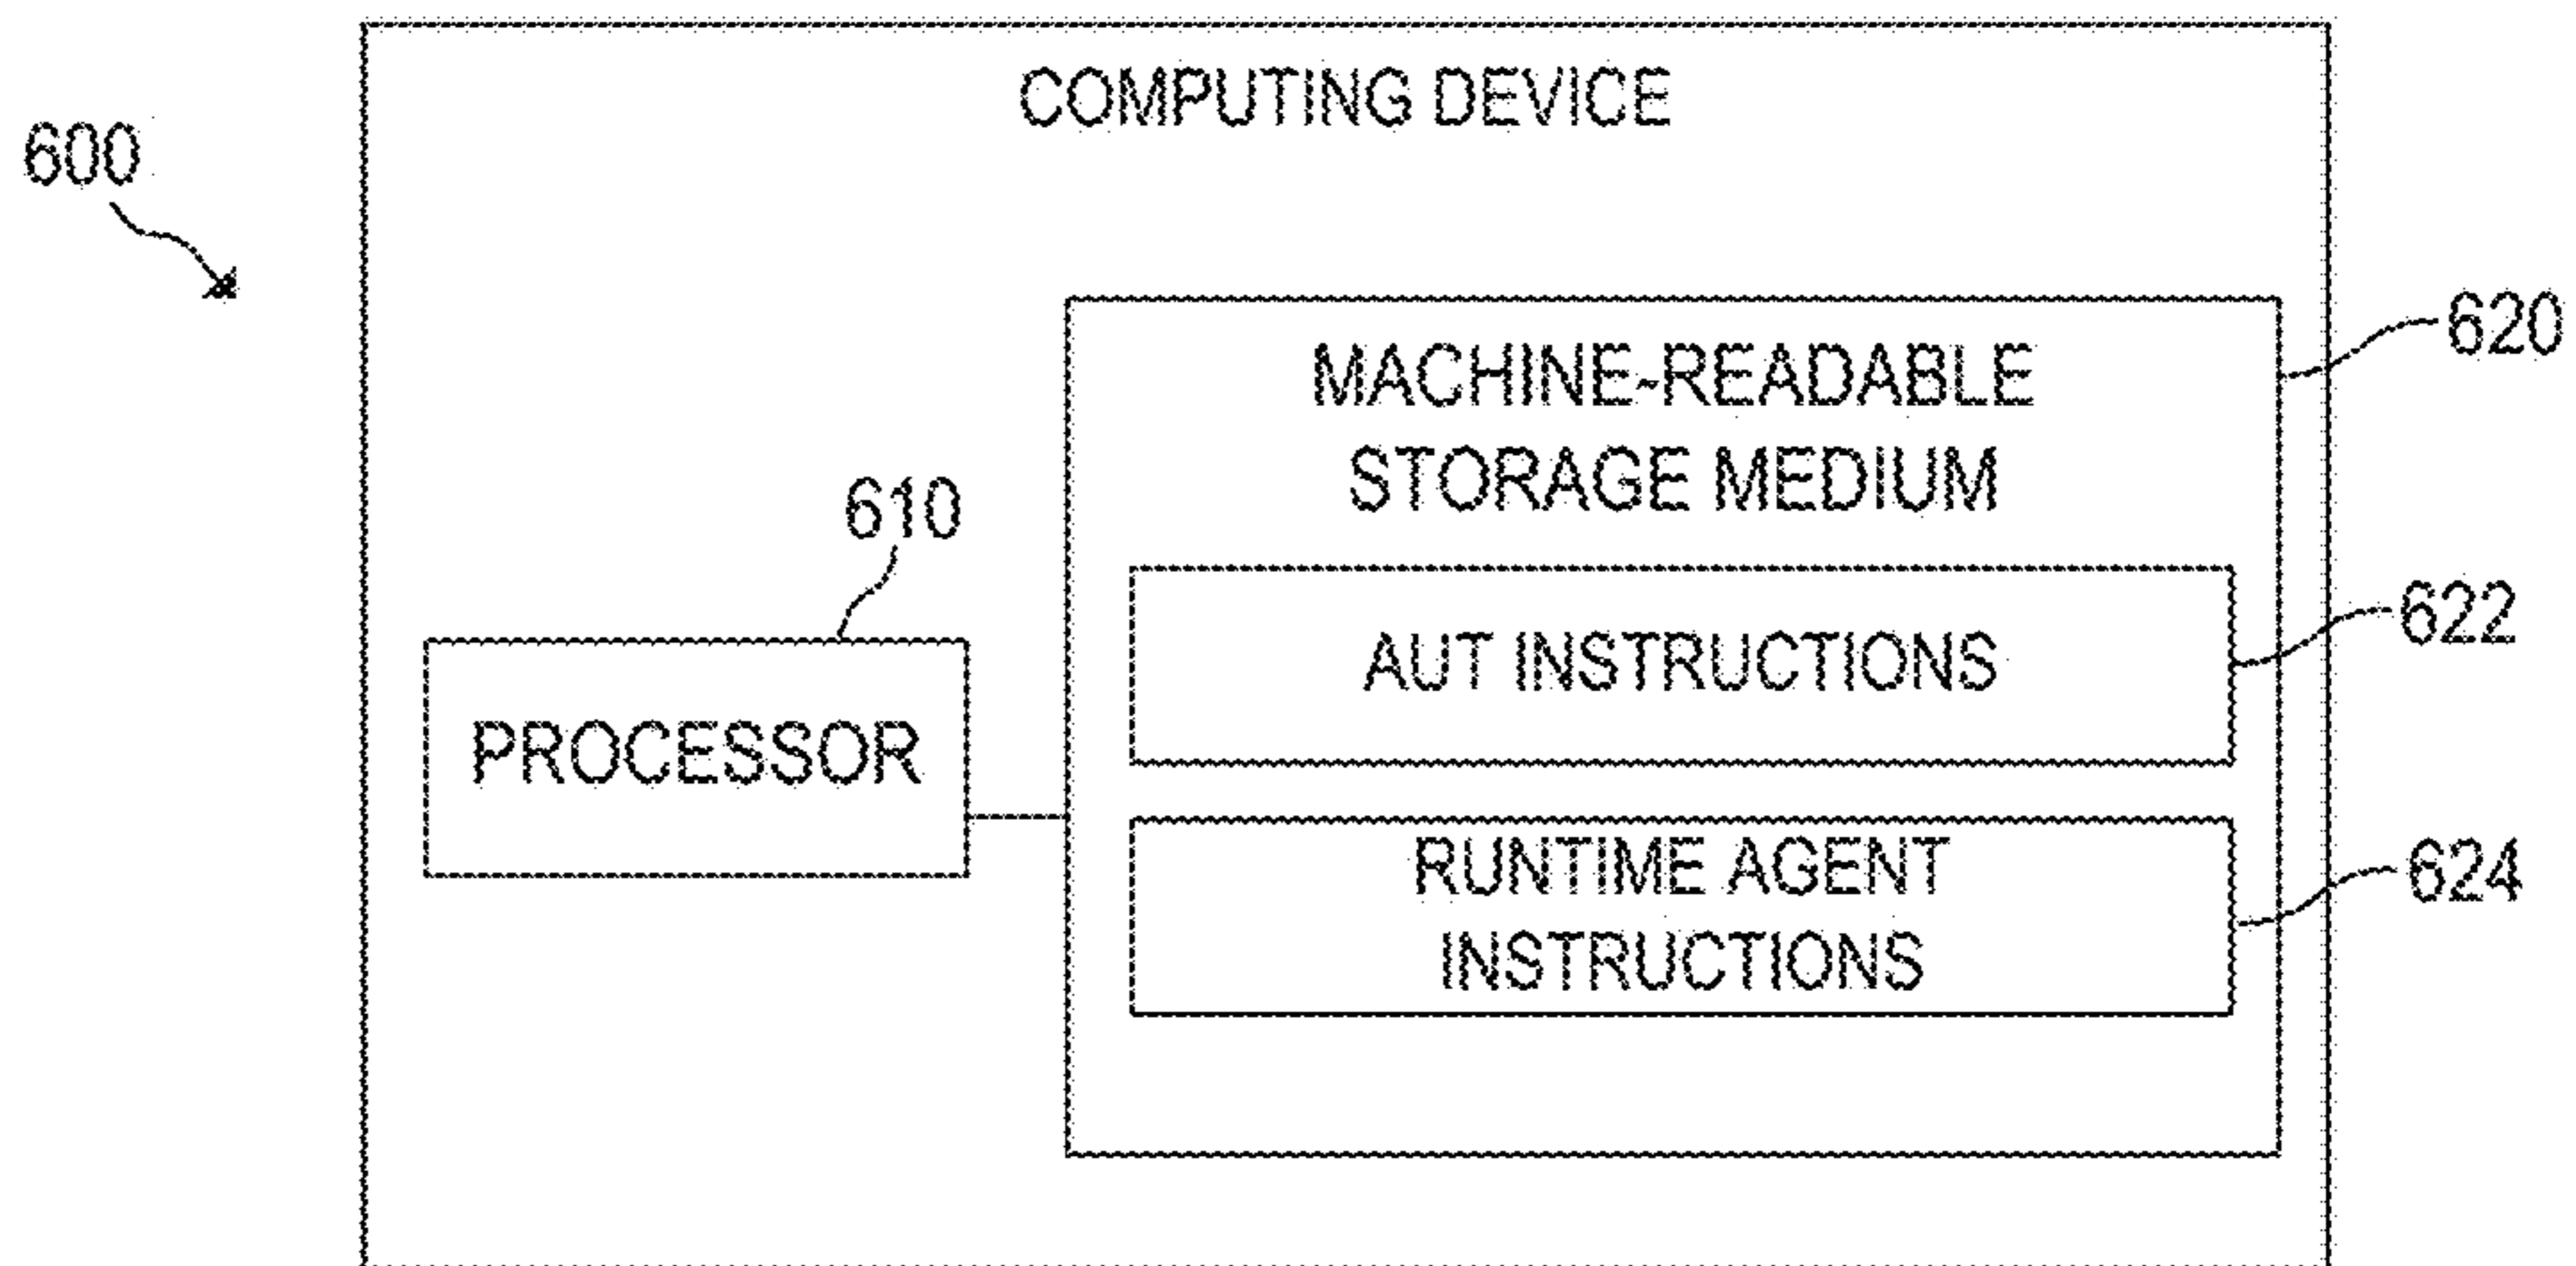 COMPUTING DEVICE
600
MACHINE-READABLE
STORAGE MEDIUM
620
610
AUT INSTRUCTIONS
622
PROCESSOR
RUNTIME AGENT
INSTRUCTIONS
624